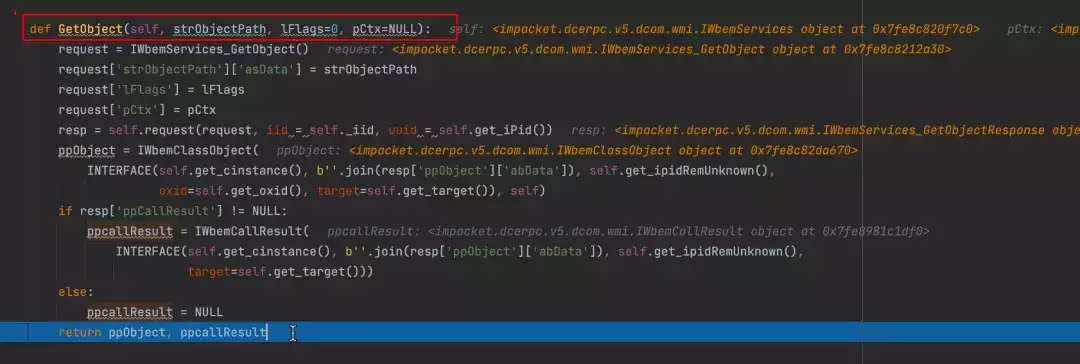 def GetObject(self, strObjectPath, lFlags=0, pCtx=NULL): self: <impacket.dcerpc.v5.dcom.wmi.IWbemServices object at 0x7fe8c820f7c0> pCtx: <imp
request = IWbemServices_GetObject() request: <impacket.dcerpc.v5.dcom.wmi.IWbemServices_GetObject object at 0x7fe8c8212a30>
request['strObjectPath']['asData'] = strObjectPath
request['lFlags'] = lFlags
request['pCtx'] = pCtx
resp = self.request(request, iid = self._iid, uuid = self.get_iPid()) resp: <impacket.dcerpc.v5.dcom.wmi.IWbemServices_GetObjectResponse obje
ppObject = IWbemClassObject( ppObject: <impacket.dcerpc.v5.dcom.wmi.IWbemClassObject object at 0x7fe8c82da670>
INTERFACE(self.get_cinstance(), b''.join(resp['ppObject']['abData']), self.get_ipidRemUnknown(),
oxid=self.get_oxid(), target=self.get_target()), self)
if resp['ppCallResult'] != NULL:
ppcallResult = IWbemCallResult( ppcallResult: <impacket.dcerpc.v5.dcom.wmi.IWbemCallResult object at 0x7fe8981c1df0>
INTERFACE(self.get_cinstance(), b''.join(resp['ppObject']['abData']), self.get_ipidRemUnknown(),
target=self.get_target()))
else:
ppcallResult = NULL
return ppObject, ppcallResult